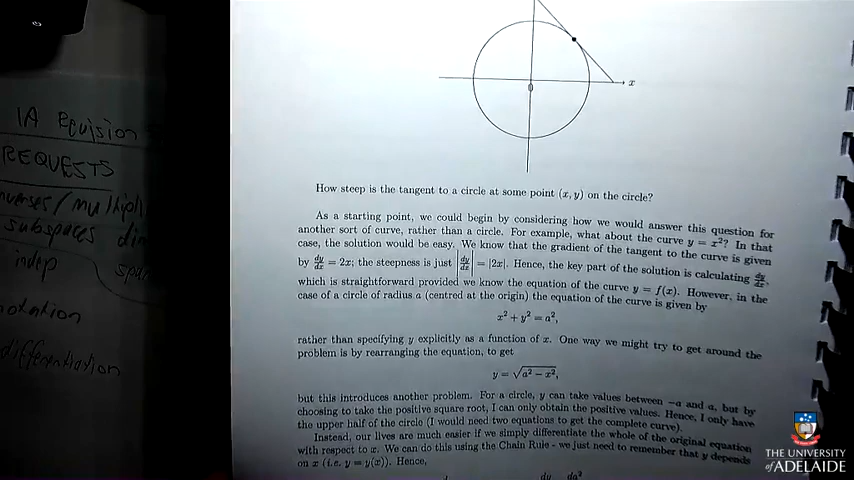 IA Revision
REQUESTS
subspaces
indep
notation
differentiation
x
0
How steep is the tangent to a circle at some point (x, y) on the circle?
As a starting point, we could begin by considering how we would answer this question for
another sort of curve, rather than a circle. For example, what about the curve y = x²? In that
case, the solution would be easy. We know that the gradient of the tangent to the curve is given
by dy/dx = 2x; the steepness is just |dy/dx| = |2x|. Hence, the key part of the solution is calculating dy/dx,
which is straightforward provided we know the equation of the curve y = f(x). However, in the
case of a circle of radius a (centred at the origin) the equation of the curve is given by
x² + y² = a²,
rather than specifying y explicitly as a function of x. One way we might try to get around the
problem is by rearranging the equation, to get
y = √(a² − x²),
but this introduces another problem. For a circle, y can take values between −a and a, but by
choosing to take the positive square root, I can only obtain the positive values. Hence, I only have
the upper half of the circle (I would need two equations to get the complete curve).
Instead, our lives are much easier if we simply differentiate the whole of the original equation
with respect to x. We can do this using the Chain Rule - we just need to remember that y depends
on x (i.e. y = y(x)). Hence,
dy da²
THE UNIVERSITY
of ADELAIDE